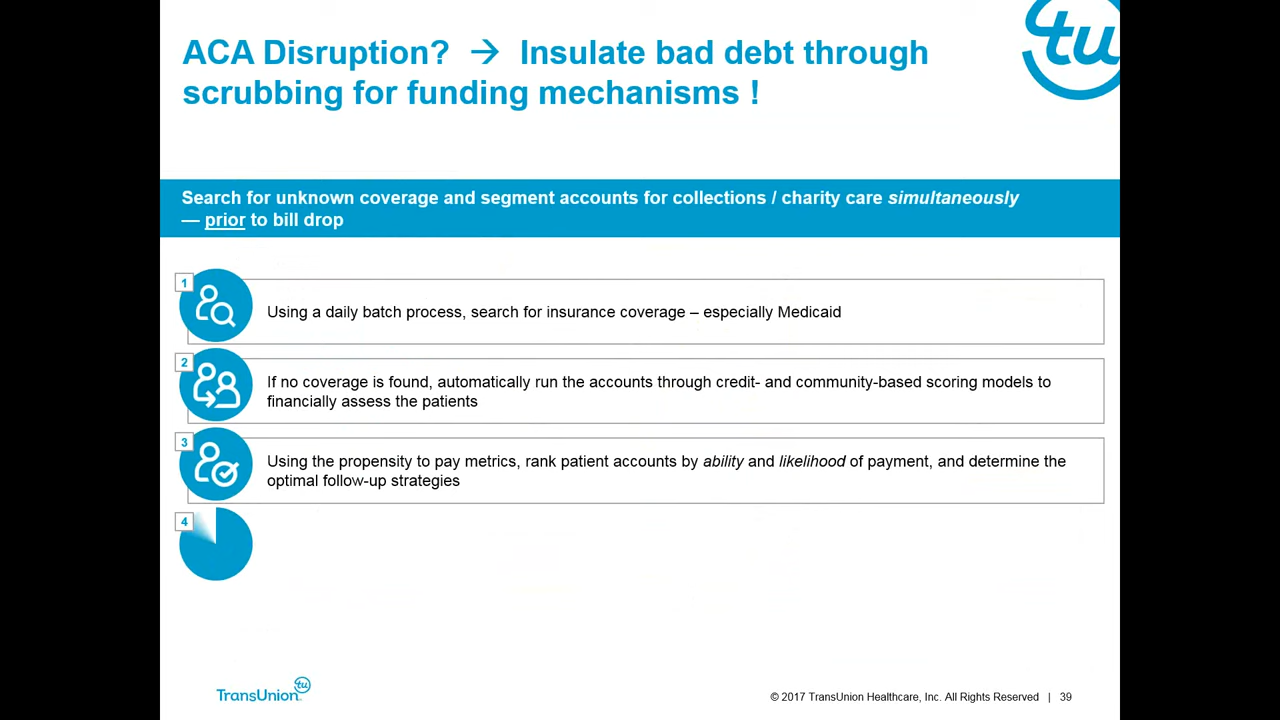 ACA Disruption? → Insulate bad debt through
scrubbing for funding mechanisms !
tu
Search for unknown coverage and segment accounts for collections / charity care simultaneously
— prior to bill drop
1
Using a daily batch process, search for insurance coverage – especially Medicaid
2
If no coverage is found, automatically run the accounts through credit- and community-based scoring models to
financially assess the patients
3
Using the propensity to pay metrics, rank patient accounts by ability and likelihood of payment, and determine the
optimal follow-up strategies
4
TransUnion tu
© 2017 TransUnion Healthcare, Inc. All Rights Reserved | 39